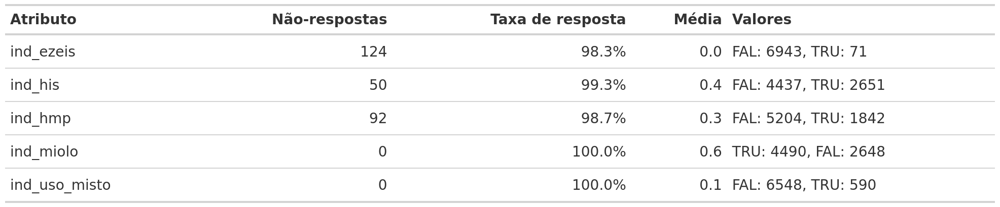 Atributo Não-respostas Taxa de resposta Média Valores
ind_ezeis 124 98.3% 0.0 FAL: 6943, TRU: 71
ind_his 50 99.3% 0.4 FAL: 4437, TRU: 2651
ind_hmp 92 98.7% 0.3 FAL: 5204, TRU: 1842
ind_miolo 0 100.0% 0.6 TRU: 4490, FAL: 2648
ind_uso_misto 0 100.0% 0.1 FAL: 6548, TRU: 590